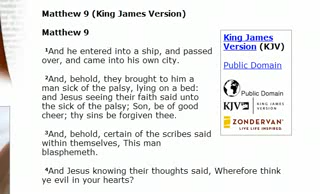 Matthew 9 (King James Version)
Matthew 9
1And he entered into a ship, and passed
over, and came into his own city.
2And, behold, they brought to him a
man sick of the palsy, lying on a bed:
and Jesus seeing their faith said unto
the sick of the palsy; Son, be of good
cheer; thy sins be forgiven thee.
3And, behold, certain of the scribes said
within themselves, This man
blasphemeth.
4And Jesus knowing their thoughts said, Wherefore think
ye evil in your hearts?
King James
Version (KJV)
Public Domain
Public Domain
KJV KING JAMES
VERSION
ZONDERVAN
LIVE LIFE INSPIRED.